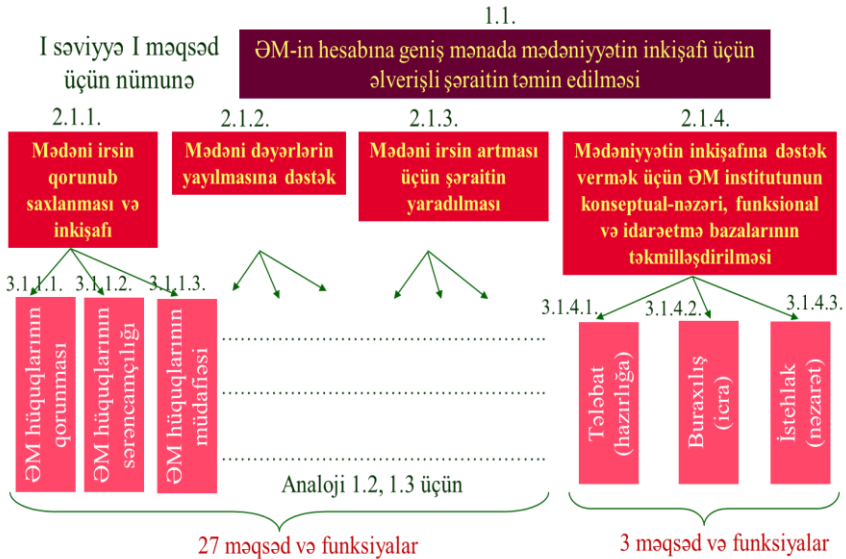 I səviyyə I məqsəd
üçün nümunə
1.1.
ƏM-in hesabına geniş mənada mədəniyyətin inkişafı üçün
əlverişli şəraitin təmin edilməsi
2.1.1.
2.1.2.
2.1.3.
2.1.4.
Mədəni irsin
qorunub
saxlanması və
inkişafı
Mədəni dəyərlərin
yayılmasına dəstək
Mədəni irsin artması
üçün şəraitin
yaradılması
Mədəniyyətin inkişafına dəstək
vermək üçün ƏM institutunun
konseptual-nəzəri, funksional
və idarəetmə bazalarının
təkmilləşdirilməsi
3.1.1.1.
3.1.1.2.
3.1.1.3.
3.1.4.1.
3.1.4.2.
3.1.4.3.
ƏM hüquqlarının
qorunması
ƏM hüquqlarının
sərəncamçılığı
ƏM hüquqlarının
müdafiəsi
Tələbat
(hazırlığa)
Buraxılış
(icra)
İstehlak
(nəzarət)
Analoji 1.2, 1.3 üçün
27 məqsəd və funksiyalar
3 məqsəd və funksiyalar